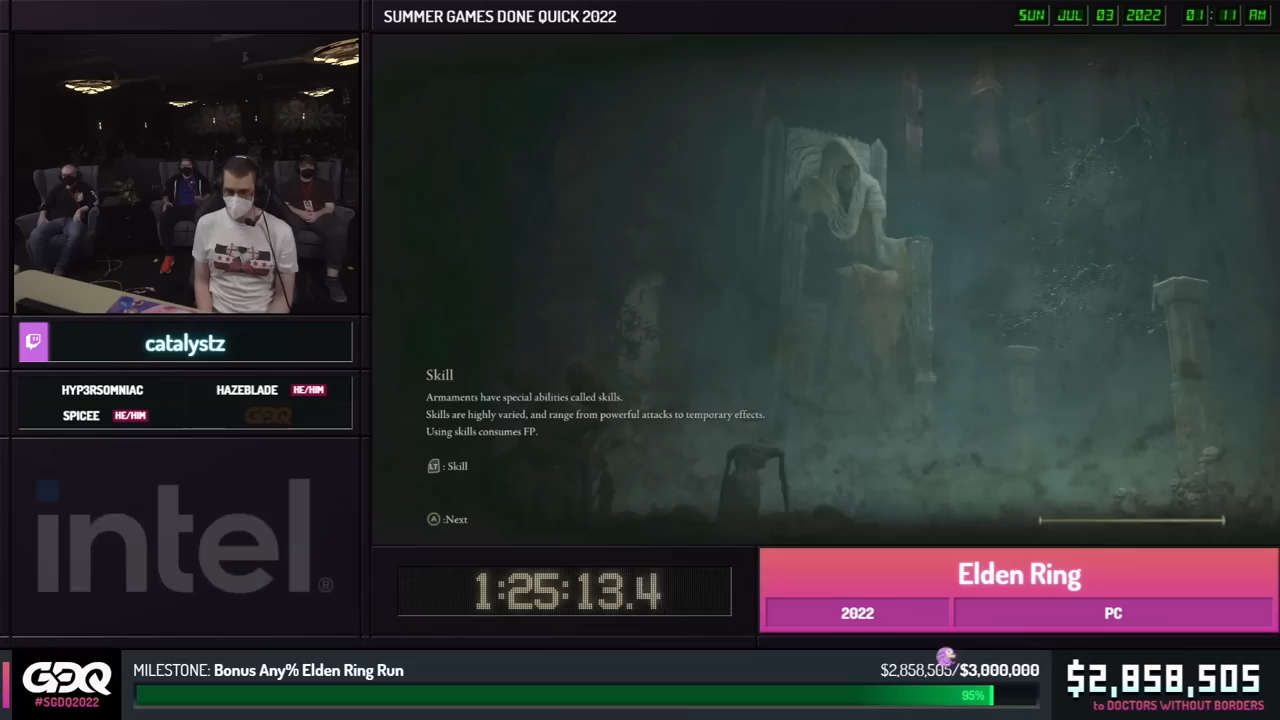 SUMMER GAMES DONE QUICK 2022
SUN JUL 03 2022 01:11 AM
catalystz
HYP3RSOMNIAC
HAZEBLADE HE/HIM
SPICEE HE/HIM
GDQ
intel®
Skill
Armaments have special abilities called skills.
Skills are highly varied, and range from powerful attacks to temporary effects.
Using skills consumes FP.
LT : Skill
A :Next
1:25:13.4
Elden Ring
2022
PC
GDQ
#SGDQ2022
MILESTONE: Bonus Any% Elden Ring Run
$2,858,505/$3,000,000
95%
$2,858,505
to DOCTORS WITHOUT BORDERS